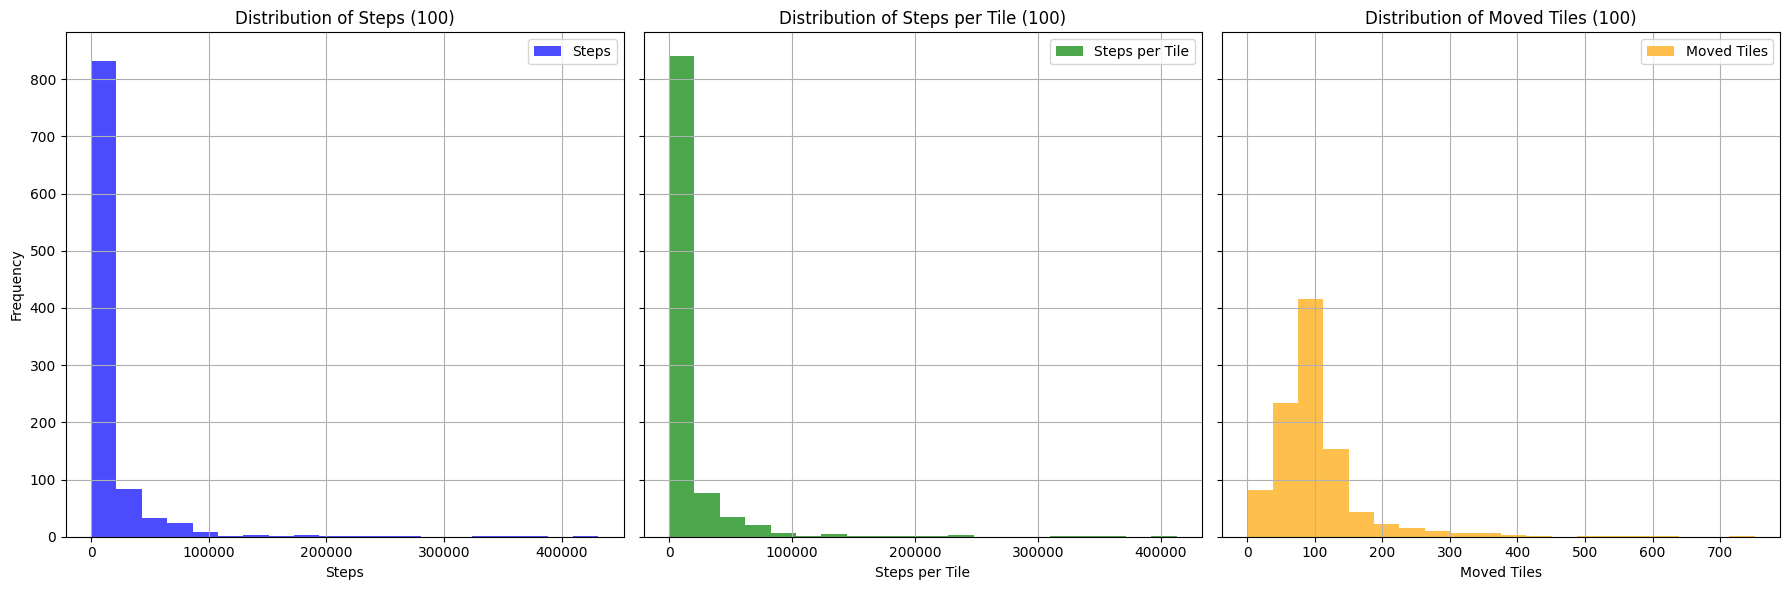 Distribution of Steps (100)
Steps
800
700
600
500
400
300
200
100
0
Frequency
0 100000 200000 300000 400000
Steps
Distribution of Steps per Tile (100)
Steps per Tile
0 100000 200000 300000 400000
Steps per Tile
Distribution of Moved Tiles (100)
Moved Tiles
0 100 200 300 400 500 600 700
Moved Tiles